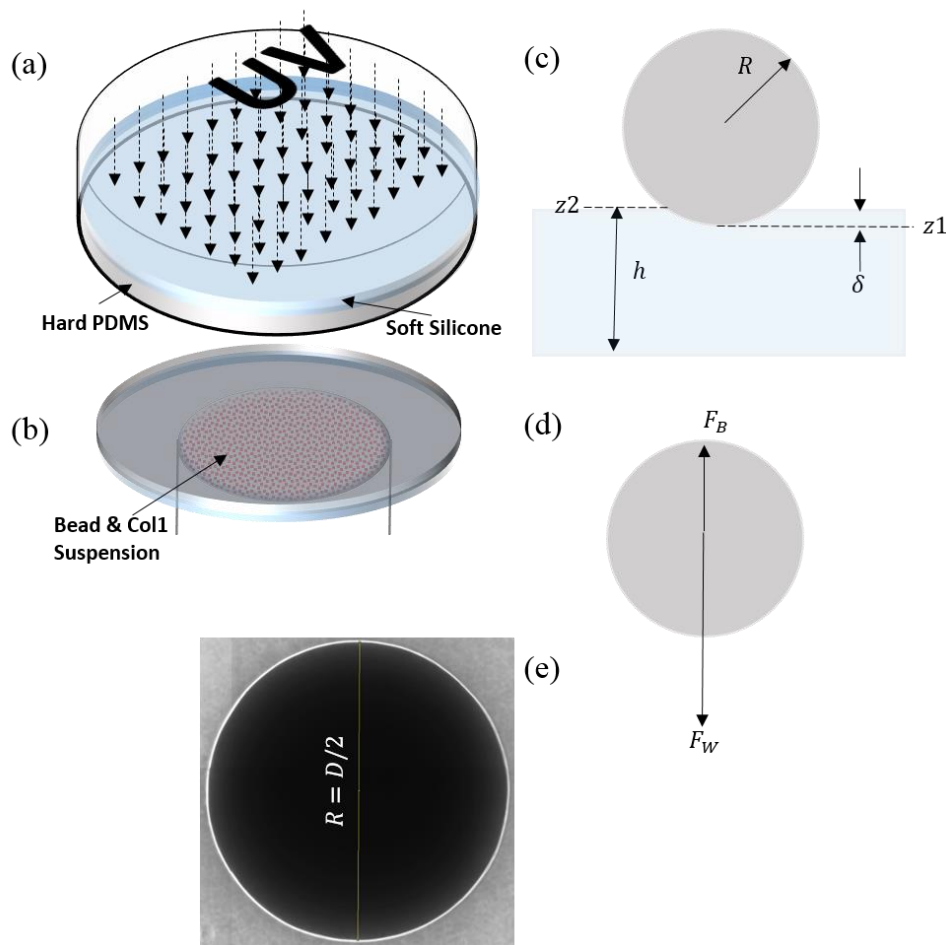 (a)
UV
Hard PDMS
Soft Silicone
(b)
Bead & Col1
Suspension
(c)
R
z2
z1
h
δ
(d)
F_B
F_W
(e)
R = D/2